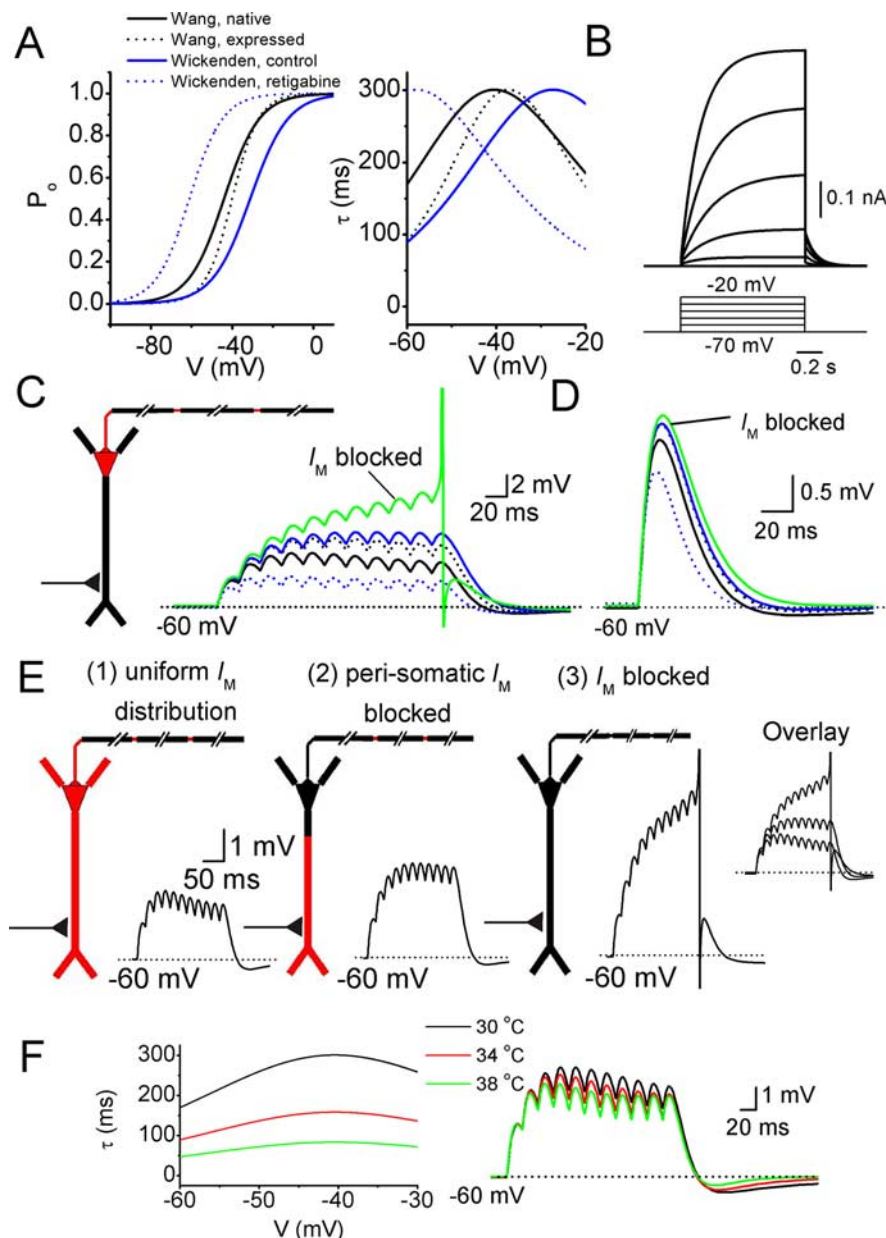 A
Wang, native
Wang, expressed
Wickenden, control
Wickenden, retigabine
Po
1.0
0.8
0.6
0.4
0.2
0.0
-80
-40
0
V (mV)
τ (ms)
300
200
100
0
-60
-40
-20
V (mV)
B
0.1 nA
-20 mV
-70 mV
0.2 s
C
IM blocked
2 mV
20 ms
-60 mV
D
IM blocked
0.5 mV
20 ms
-60 mV
E
(1) uniform IM
distribution
1 mV
50 ms
-60 mV
(2) peri-somatic IM
blocked
-60 mV
(3) IM blocked
-60 mV
Overlay
F
τ (ms)
300
200
100
0
-60
-50
-40
-30
V (mV)
30 °C
34 °C
38 °C
1 mV
20 ms
-60 mV